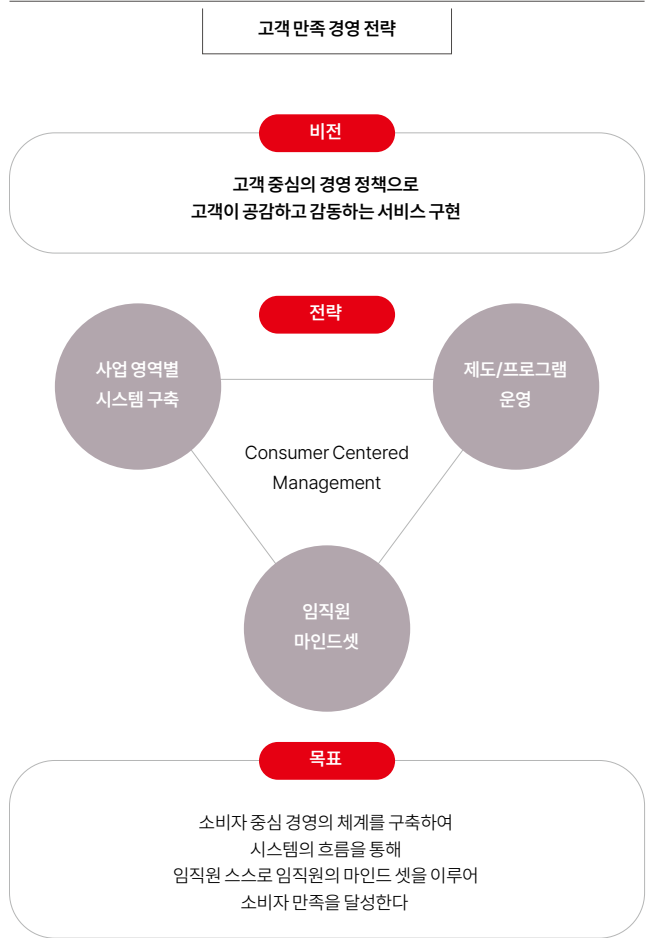 고객 만족 경영 전략
비전
고객 중심의 경영 정책으로
고객이 공감하고 감동하는 서비스 구현
전략
사업 영역별
시스템 구축
제도/프로그램
운영
Consumer Centered
Management
임직원
마인드셋
목표
소비자 중심 경영의 체계를 구축하여
시스템의 흐름을 통해
임직원 스스로 임직원의 마인드 셋을 이루어
소비자 만족을 달성한다